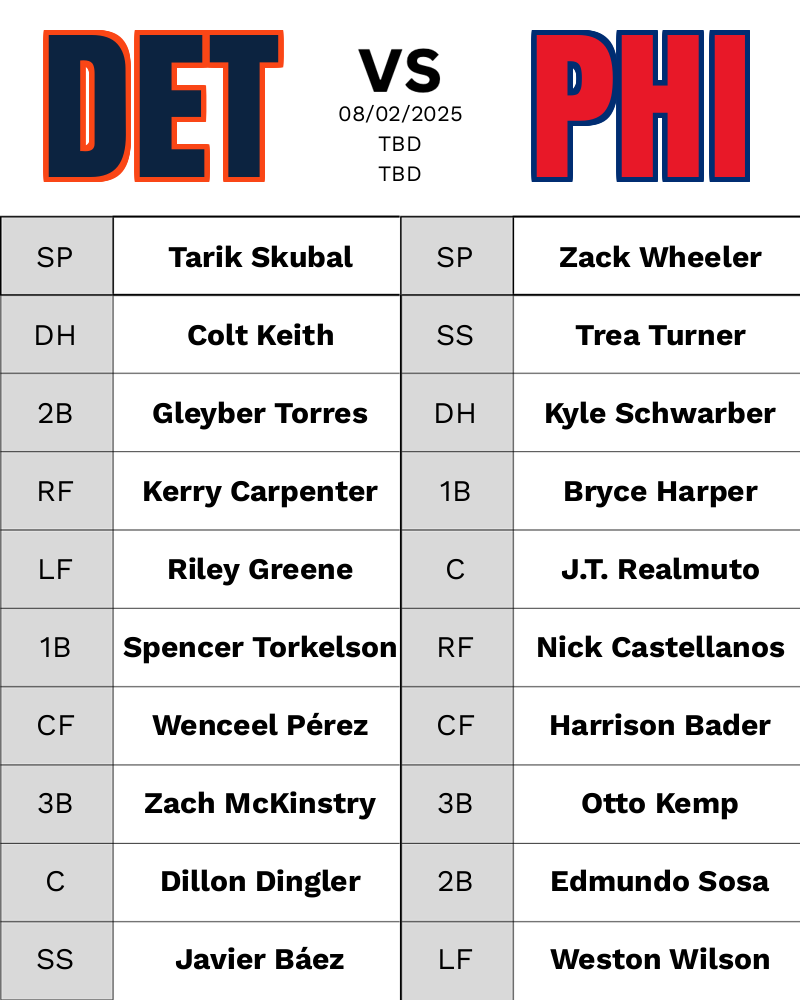 DET
VS
PHI
08/02/2025
TBD
TBD
SP Tarik Skubal SP Zack Wheeler
DH Colt Keith SS Trea Turner
2B Gleyber Torres DH Kyle Schwarber
RF Kerry Carpenter 1B Bryce Harper
LF Riley Greene C J.T. Realmuto
1B Spencer Torkelson RF Nick Castellanos
CF Wenceel Pérez CF Harrison Bader
3B Zach McKinstry 3B Otto Kemp
C Dillon Dingler 2B Edmundo Sosa
SS Javier Báez LF Weston Wilson